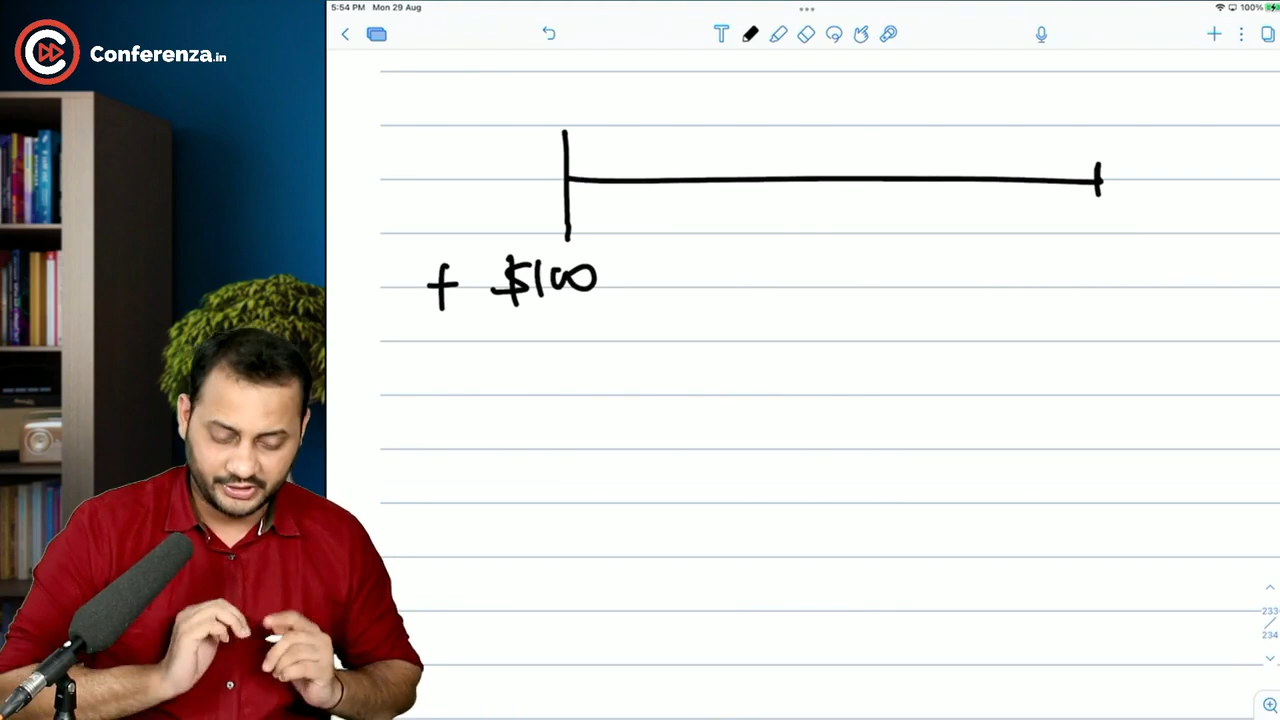 5:54 PM Mon 29 Aug
100%
Conferenza.in
T
+ $100
233
234